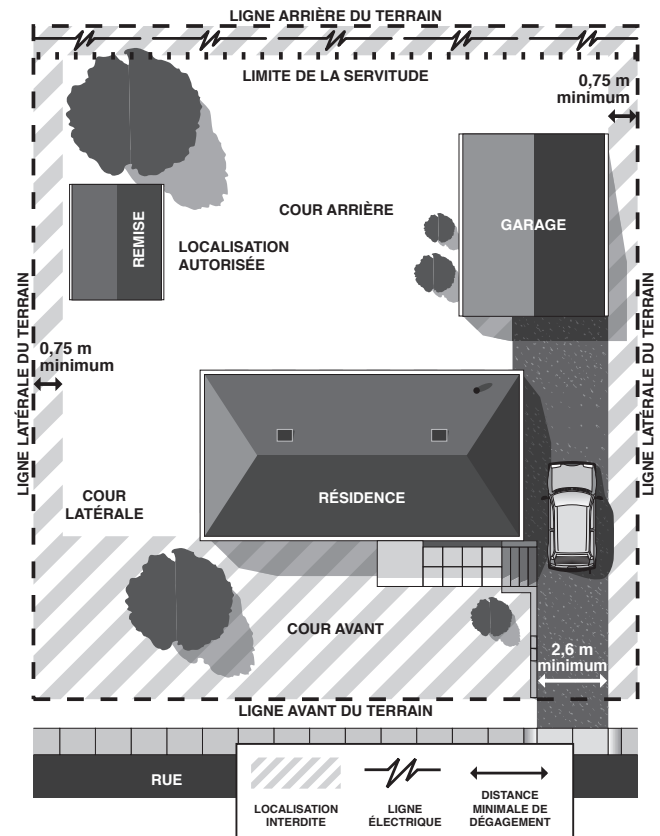 LIGNE ARRIÈRE DU TERRAIN
LIMITE DE LA SERVITUDE
0,75 m
minimum
COUR ARRIÈRE
GARAGE
REMISE
LOCALISATION
AUTORISÉE
LIGNE LATÉRALE DU TERRAIN
LIGNE LATÉRALE DU TERRAIN
0,75 m
minimum
COUR
LATÉRALE
RÉSIDENCE
COUR AVANT
2,6 m
minimum
LIGNE AVANT DU TERRAIN
RUE
LOCALISATION
INTERDITE
LIGNE
ÉLECTRIQUE
DISTANCE
MINIMALE DE
DÉGAGEMENT